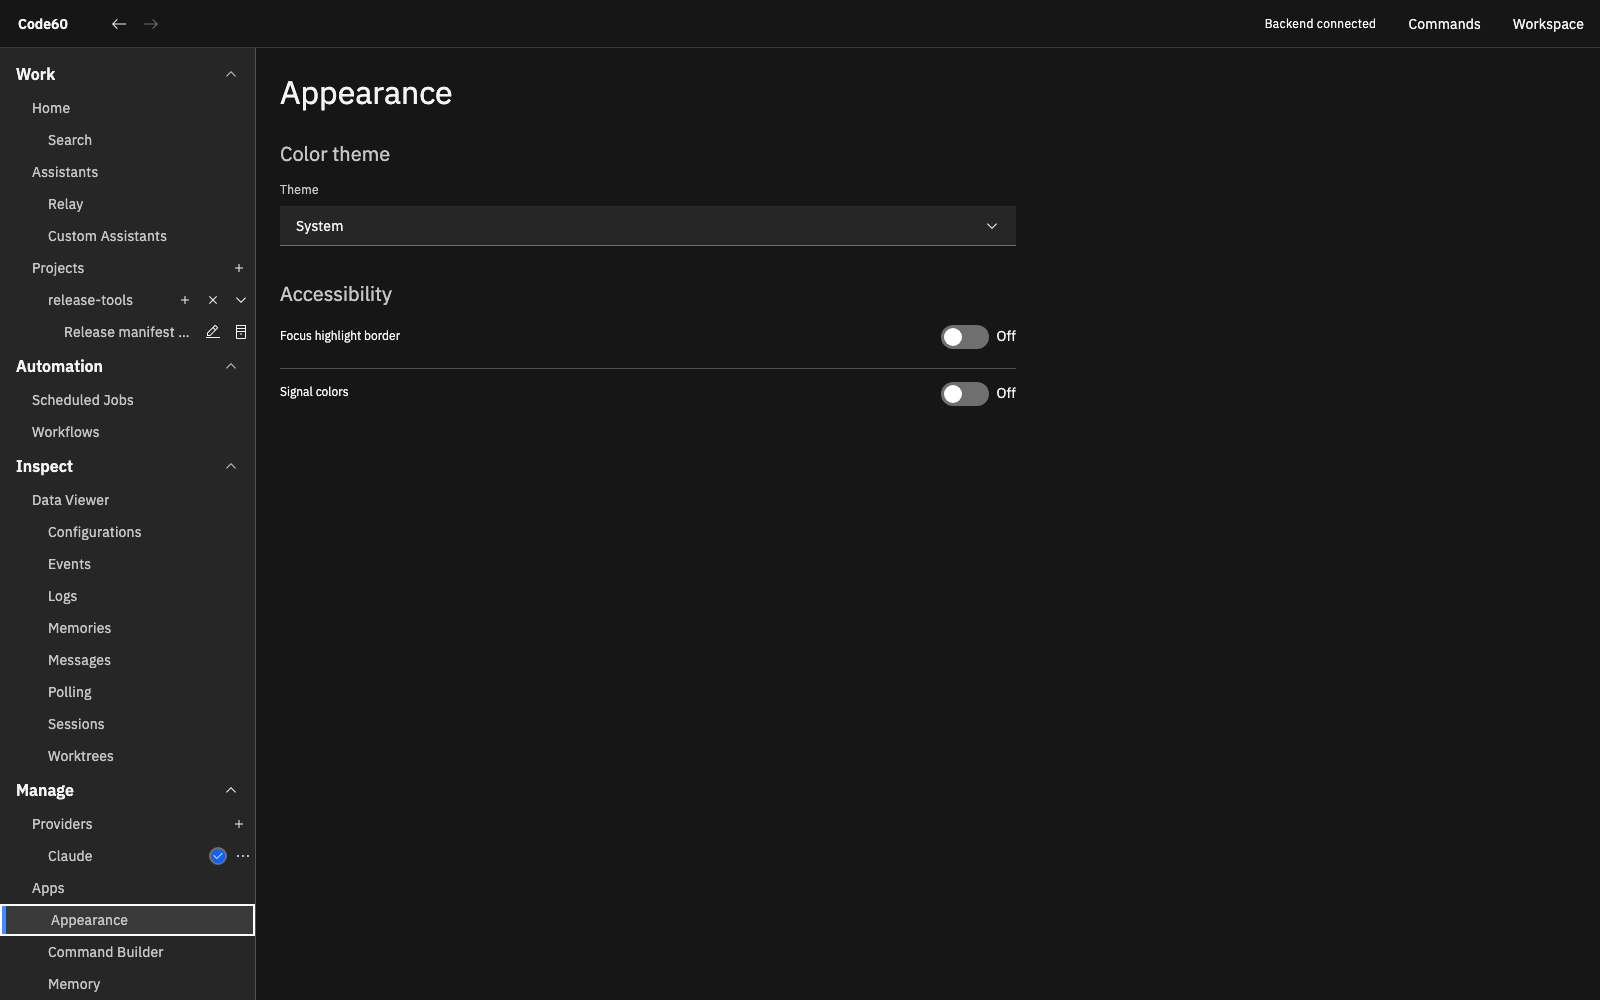 Code60
Backend connected
Commands
Workspace
Work
Home
Search
Assistants
Relay
Custom Assistants
Projects
release-tools
Release manifest ...
Automation
Scheduled Jobs
Workflows
Inspect
Data Viewer
Configurations
Events
Logs
Memories
Messages
Polling
Sessions
Worktrees
Manage
Providers
Claude
Apps
Appearance
Command Builder
Memory
Appearance
Color theme
Theme
System
Accessibility
Focus highlight border
Off
Signal colors
Off